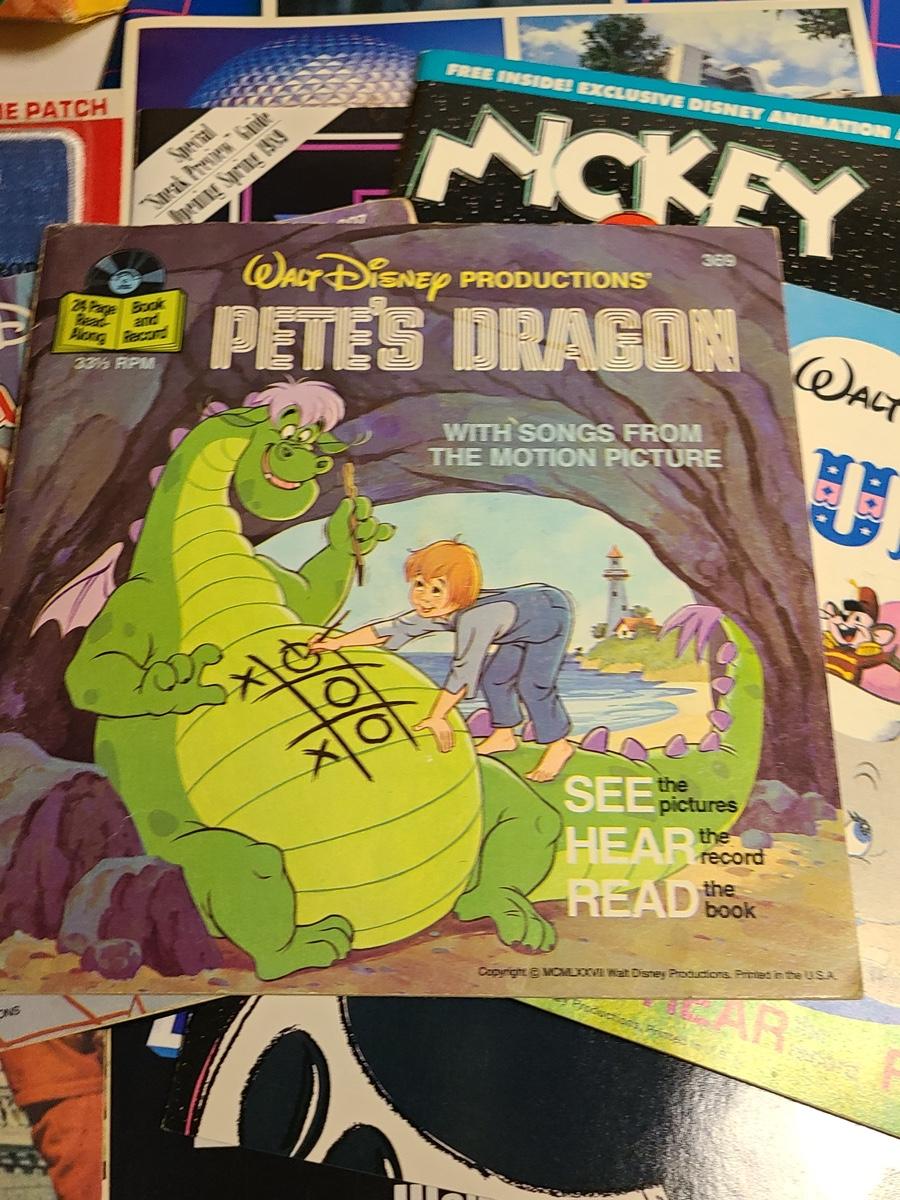 FREE INSIDE! EXCLUSIVE DISNEY ANIMATION
MICKEY
PATCH
Special
"Sneak Preview" Guide
Opening Spring 1989
369
WALT DISNEY PRODUCTIONS'
PETE'S DRAGON
24 Page
Read-
Along
Book
and
Record
33⅓ RPM
WITH SONGS FROM
THE MOTION PICTURE
X O
O
X O
SEE the
pictures
HEAR the
record
READ the
book
Copyright © MCMLXXVII Walt Disney Productions. Printed in the U.S.A.
WALT
HEAR